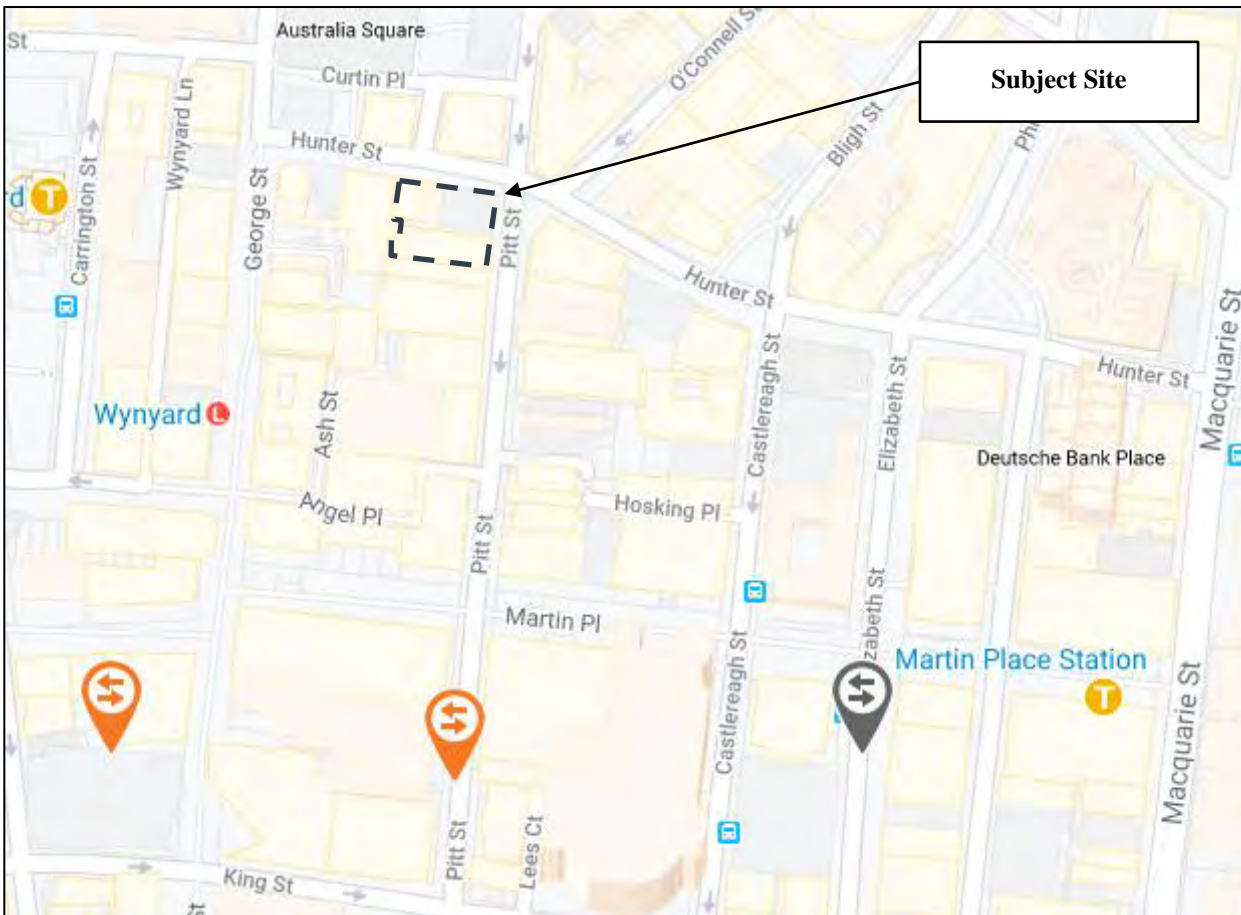 Australia Square
O'Connell St
St
Subject Site
Curtin Pl
Wynyard Ln
Bligh St
Hunter St
Carrington St
T
George St
Pitt St
Hunter St
Macquarie St
Hunter St
Castlereagh St
Elizabeth St
Wynyard L
Ash St
Deutsche Bank Place
Angel Pl
Hosking Pl
Pitt St
Martin Pl
Martin Place Station
T
Castlereagh St
Macquarie St
Pitt St
Lees Ct
King St
St